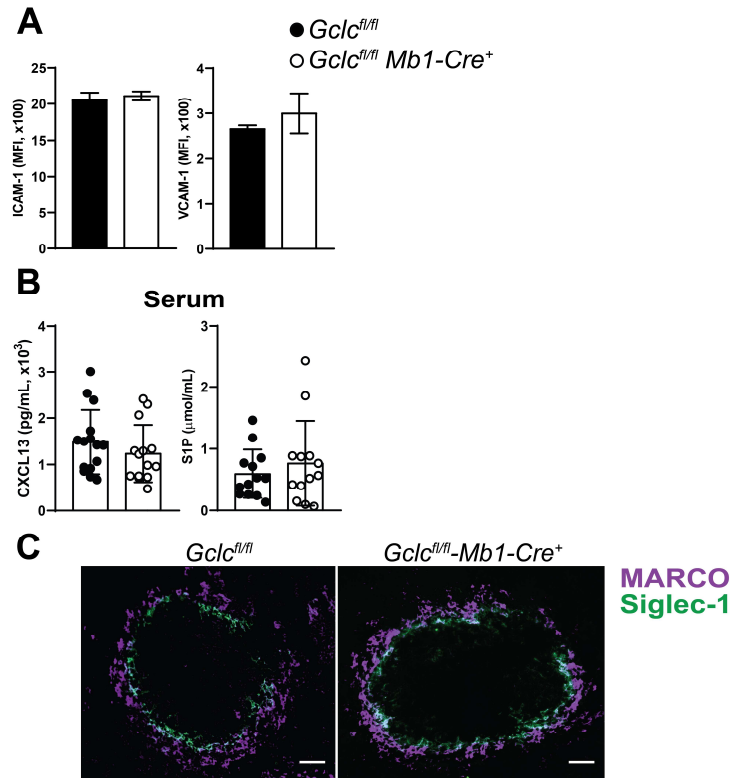 A
● Gclc^fl/fl
○ Gclc^fl/fl Mb1-Cre^+
ICAM-1 (MFI, x100)
25
20
15
10
5
0
VCAM-1 (MFI, x100)
4
3
2
1
0
B
Serum
CXCL13 (pg/mL, x10^3)
4
3
2
1
0
S1P (μmol/mL)
3
2
1
0
C
Gclc^fl/fl
Gclc^fl/fl-Mb1-Cre^+
MARCO
Siglec-1